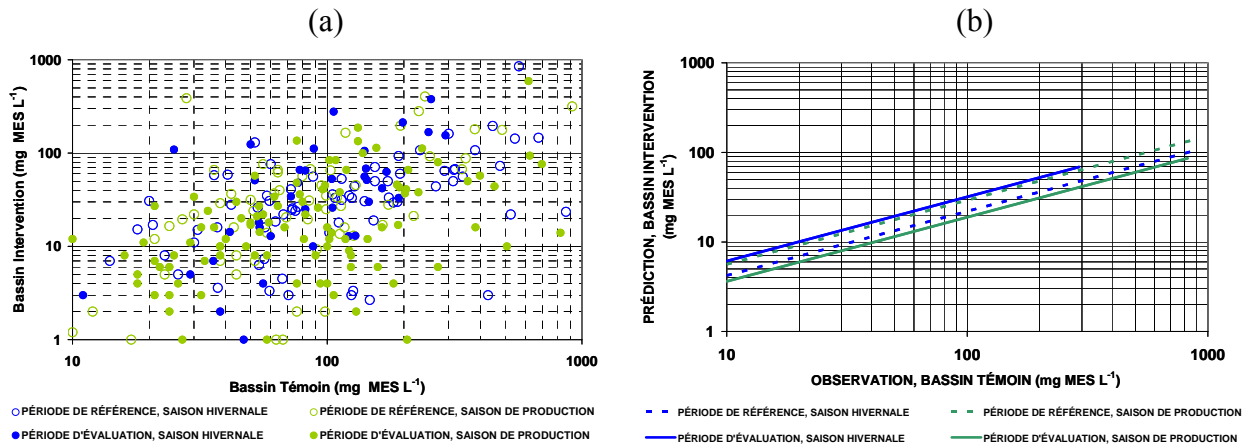 (a)
(b)
Bassin Intervention (mg MES L-1)
1000
100
10
1
10
100
1000
Bassin Témoin (mg MES L-1)
PÉRIODE DE RÉFÉRENCE, SAISON HIVERNALE
PÉRIODE DE RÉFÉRENCE, SAISON DE PRODUCTION
PÉRIODE D'ÉVALUATION, SAISON HIVERNALE
PÉRIODE D'ÉVALUATION, SAISON DE PRODUCTION
PRÉDICTION, BASSIN INTERVENTION
(mg MES L-1)
1000
100
10
1
10
100
1000
OBSERVATION, BASSIN TÉMOIN (mg MES L-1)
PÉRIODE DE RÉFÉRENCE, SAISON HIVERNALE
PÉRIODE DE RÉFÉRENCE, SAISON DE PRODUCTION
PÉRIODE D'ÉVALUATION, SAISON HIVERNALE
PÉRIODE D'ÉVALUATION, SAISON DE PRODUCTION